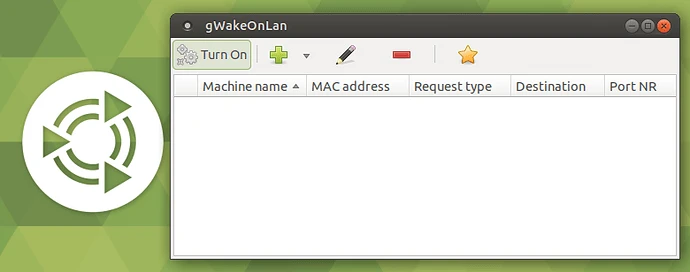 gWakeOnLan
Turn On
Machine name MAC address Request type Destination Port NR